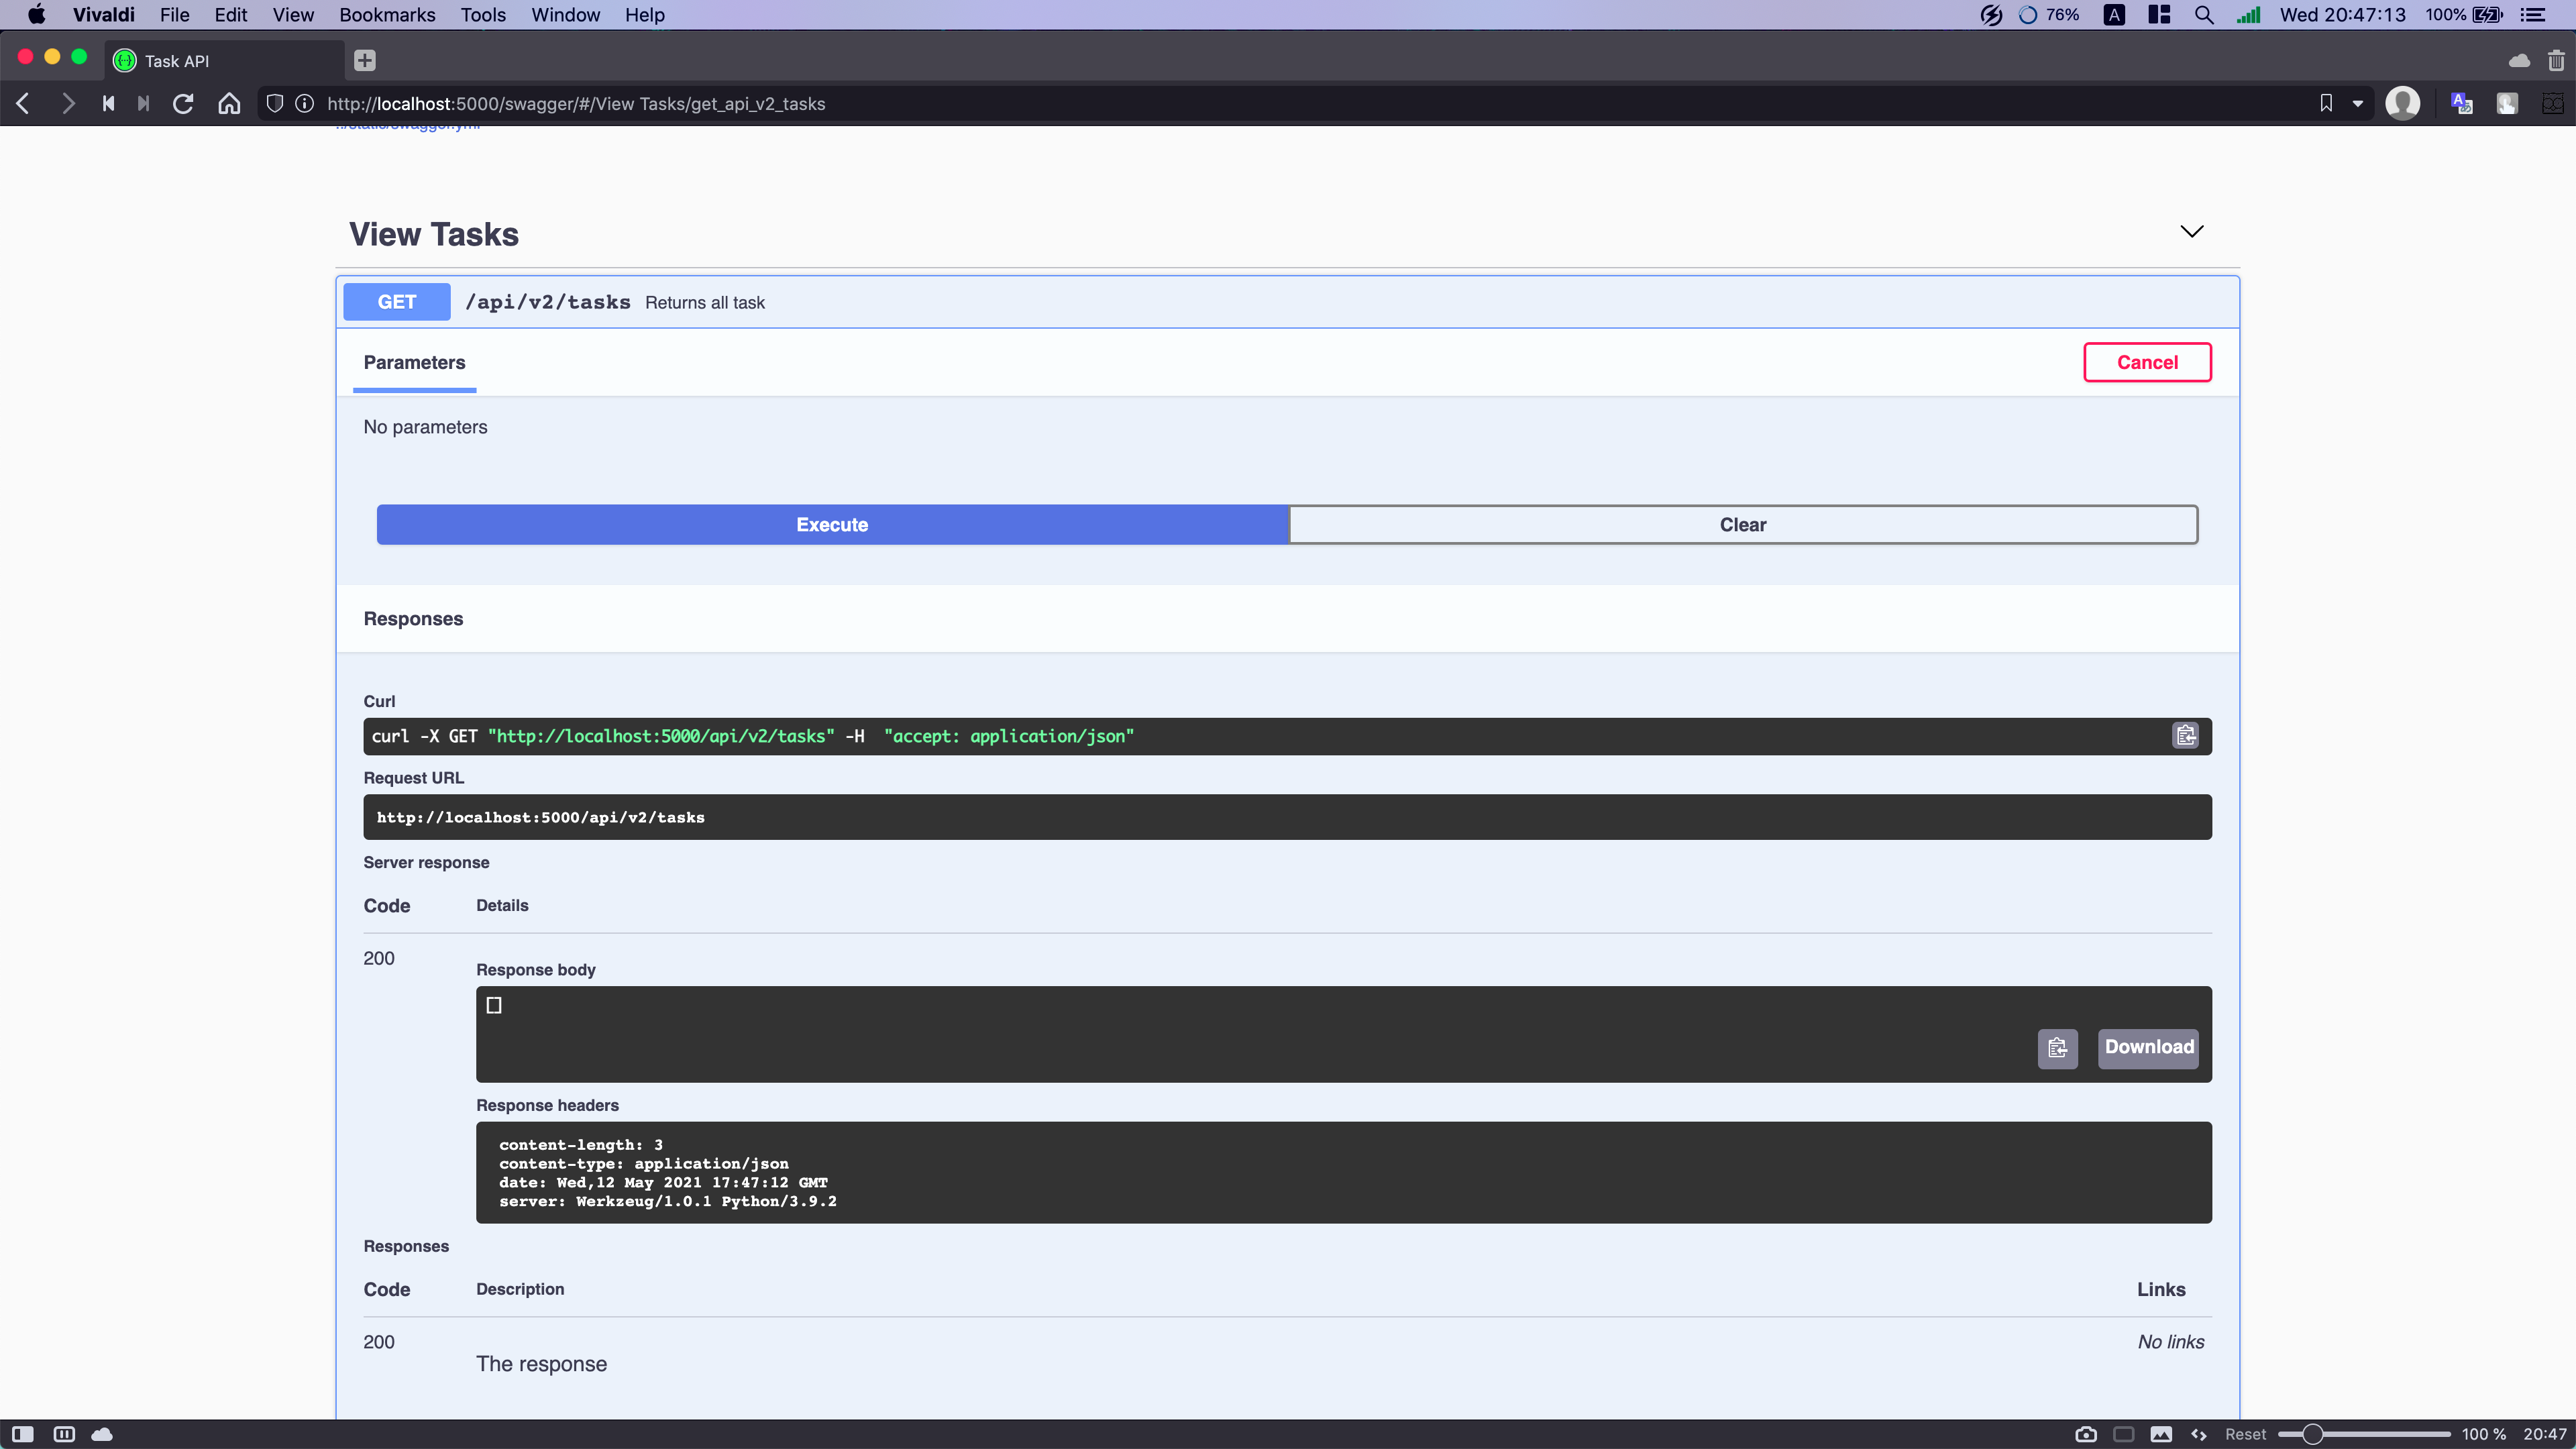 Vivaldi File Edit View Bookmarks Tools Window Help 76% A Wed 20:47:13 100%
Task API
http://localhost:5000/swagger/#/View Tasks/get_api_v2_tasks
../static/swagger.yml
View Tasks
GET /api/v2/tasks Returns all task
Parameters Cancel
No parameters
Execute Clear
Responses
Curl
curl -X GET "http://localhost:5000/api/v2/tasks" -H  "accept: application/json"
Request URL
http://localhost:5000/api/v2/tasks
Server response
Code Details
200
Response body
[]
Download
Response headers
content-length: 3
content-type: application/json
date: Wed,12 May 2021 17:47:12 GMT
server: Werkzeug/1.0.1 Python/3.9.2
Responses
Code Description Links
200 No links
The response
Reset 100 % 20:47